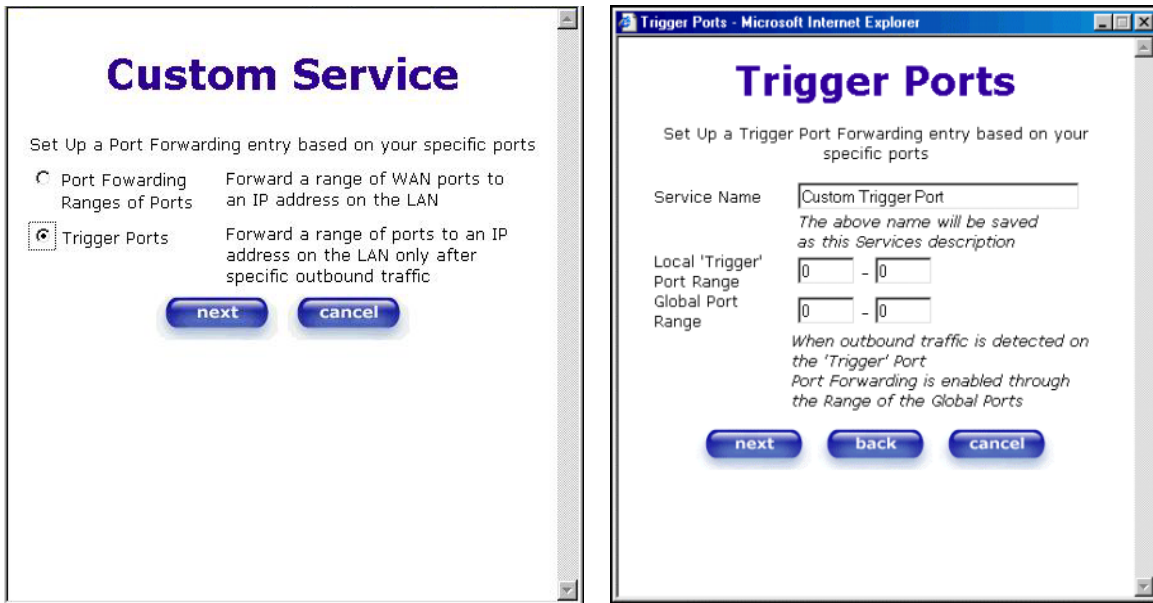 Custom Service
Set Up a Port Forwarding entry based on your specific ports
Port Fowarding
Ranges of Ports
Forward a range of WAN ports to
an IP address on the LAN
Trigger Ports
Forward a range of ports to an IP
address on the LAN only after
specific outbound traffic
next cancel
Trigger Ports - Microsoft Internet Explorer
Trigger Ports
Set Up a Trigger Port Forwarding entry based on your
specific ports
Service Name Custom Trigger Port
The above name will be saved
as this Services description
Local 'Trigger'
Port Range
0 - 0
Global Port
Range
0 - 0
When outbound traffic is detected on
the 'Trigger' Port
Port Forwarding is enabled through
the Range of the Global Ports
next back cancel